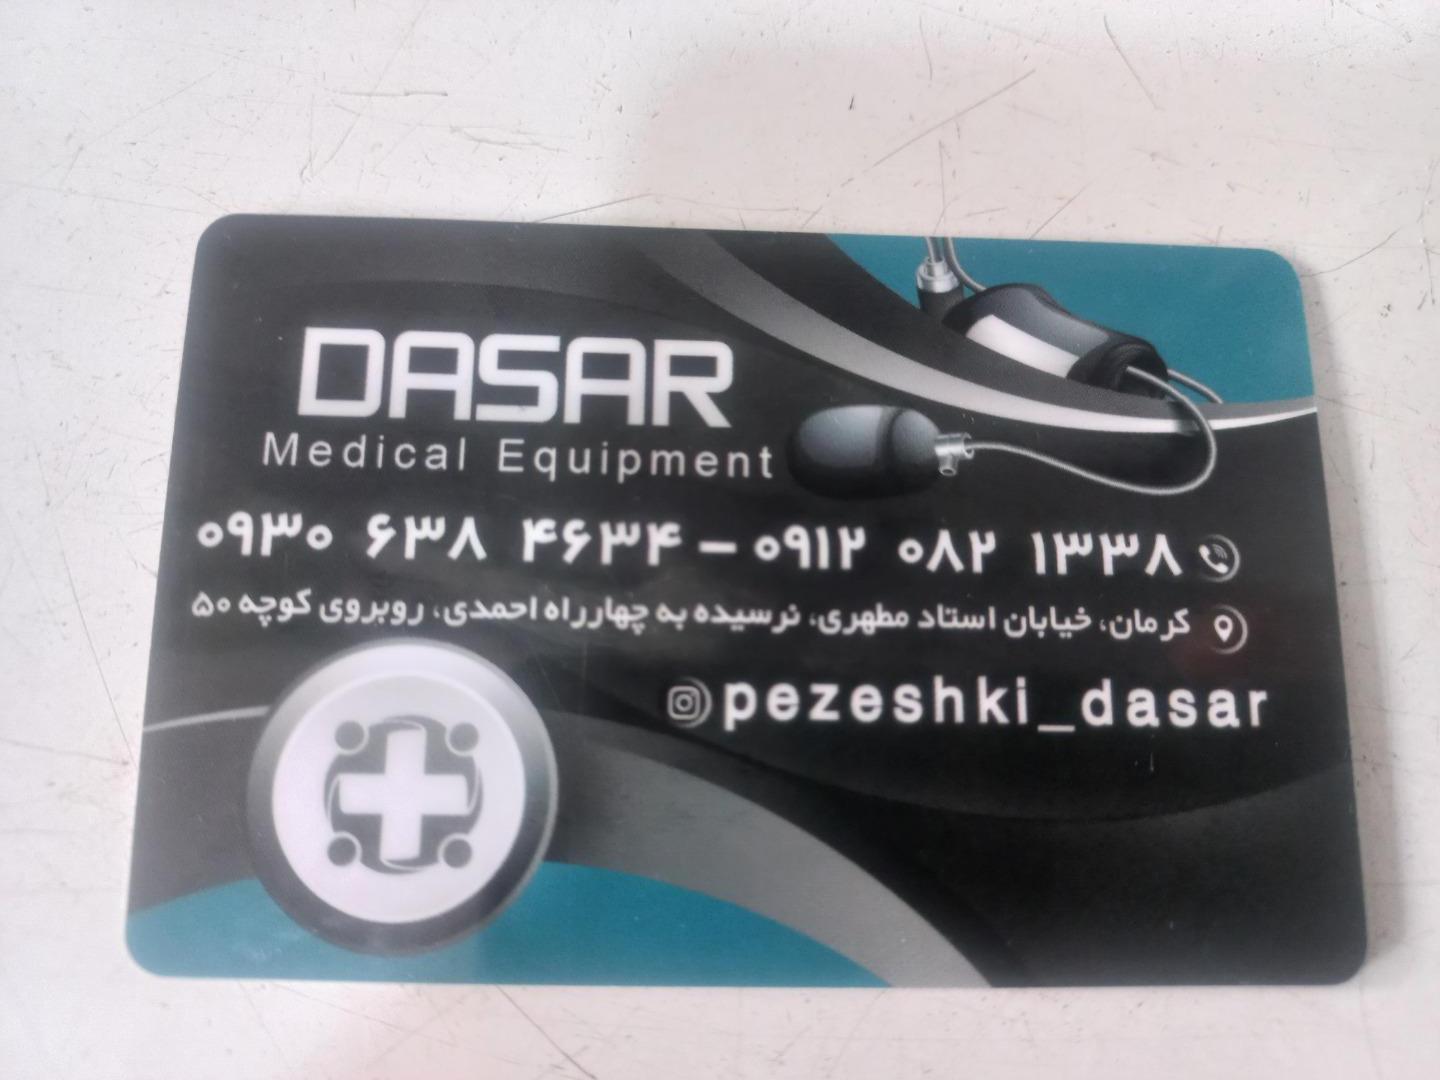 DASAR
Medical Equipment
۰۹۳۰ ۶۳۸ ۴۶۳۴ - ۰۹۱۲ ۰۸۲ ۱۳۳۸
کرمان، خیابان استاد مطهری، نرسیده به چهارراه احمدی، روبروی کوچه ۵۰
pezeshki_dasar